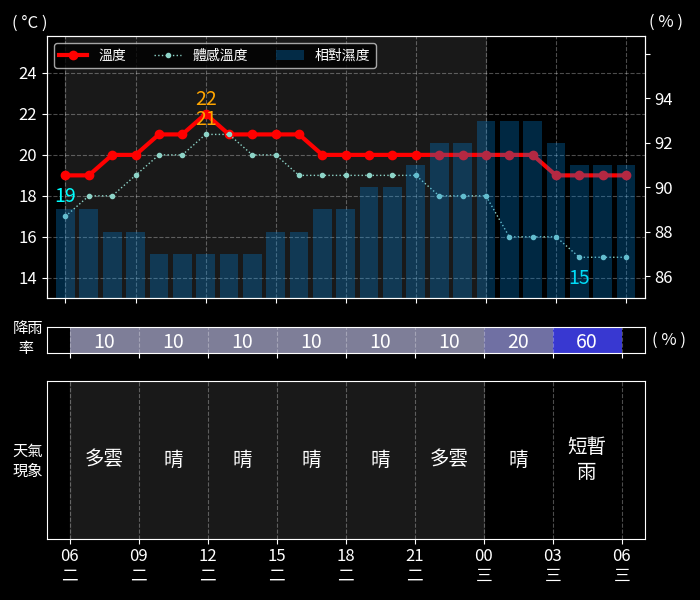 ( °C )
( % )
溫度 體感溫度 相對濕度
24
22
20
18
16
14
94
92
90
88
86
22
21
19
15
降雨
率
10 10 10 10 10 10 20 60
( % )
天氣
現象
多雲 晴 晴 晴 晴 多雲 晴 短暫
雨
06 09 12 15 18 21 00 03 06
二 二 二 二 二 二 三 三 三